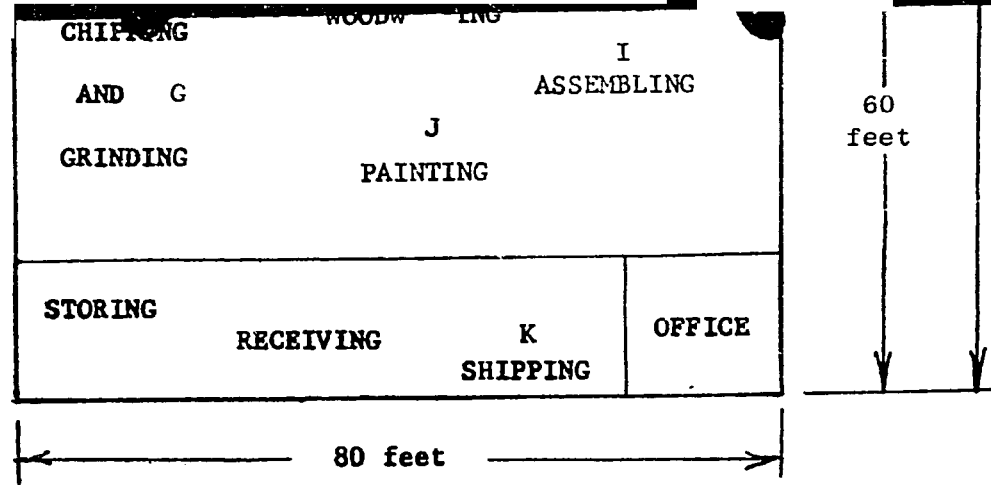 I
ASSEMBLING
AND G
60
feet
J
GRINDING
PAINTING
STORING
RECEIVING
K
SHIPPING
OFFICE
80 feet